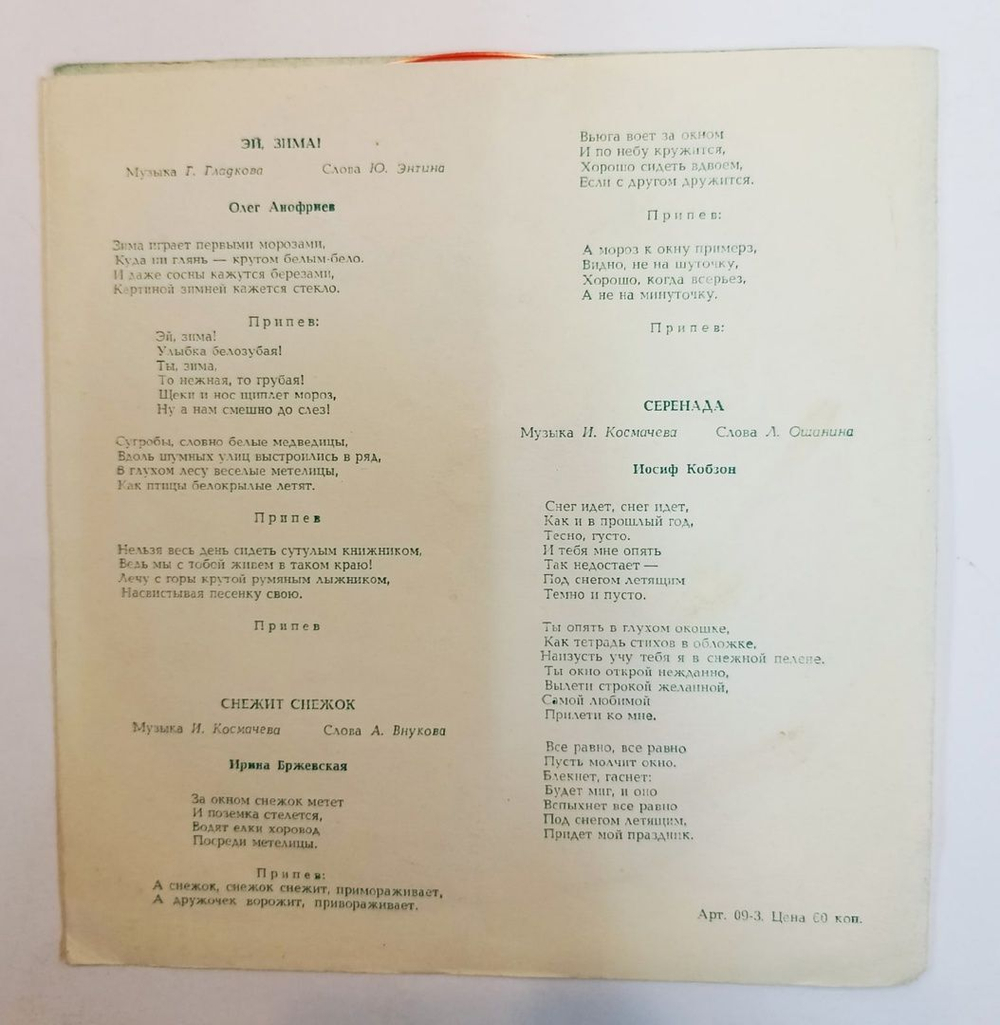 ЭЙ, ЗИМА!
Музыка Г. Гладкова Слова Ю. Энтина
Олег Анофриев
Зима играет первыми морозами,
Куда ни глянь — кругом белым-бело.
И даже сосны кажутся березами,
Картиной зимней кажется стекло.
Припев:
Эй, зима!
Улыбка белозубая!
Ты, зима,
То нежная, то грубая!
Щеки и нос щиплет мороз,
Ну а нам смешно до слез!
Сугробы, словно белые медведицы,
Вдоль шумных улиц выстроились в ряд,
В глухом лесу веселые метелицы,
Как птицы белокрылые летят.
Припев
Нельзя весь день сидеть сутулым книжником,
Ведь мы с тобой живем в таком краю!
Лечу с горы крутой румяным лыжником,
Насвистывая песенку свою.
Припев
СНЕЖИТ СНЕЖОК
Музыка И. Космачева Слова А. Внукова
Ирина Бржевская
За окном снежок метет
И поземка стелется,
Водят елки хоровод
Посреди метелицы.
Припев:
А снежок, снежок снежит, примораживает,
А дружочек ворожит, привораживает.
Вьюга воет за окном
И по небу кружится,
Хорошо сидеть вдвоем,
Если с другом дружится.
Припев:
А мороз к окну примерз,
Видно, не на шуточку,
Хорошо, когда всерьез,
А не на минуточку.
Припев:
СЕРЕНАДА
Музыка И. Космачева Слова Л. Ошанина
Иосиф Кобзон
Снег идет, снег идет,
Как и в прошлый год,
Тесно, густо.
И тебя мне опять
Так недостает —
Под снегом летящим
Темно и пусто.
Ты опять в глухом окошке,
Как тетрадь стихов в обложке,
Наизусть учу тебя я в снежной пелене.
Ты окно открой нежданно,
Вылети строкой желанной,
Самой любимой
Прилети ко мне.
Все равно, все равно
Пусть молчит окно.
Блекнет, гаснет:
Будет миг, и оно
Вспыхнет все равно
Под снегом летящим,
Придет мой праздник.
Арт. 09-3. Цена 60 коп.